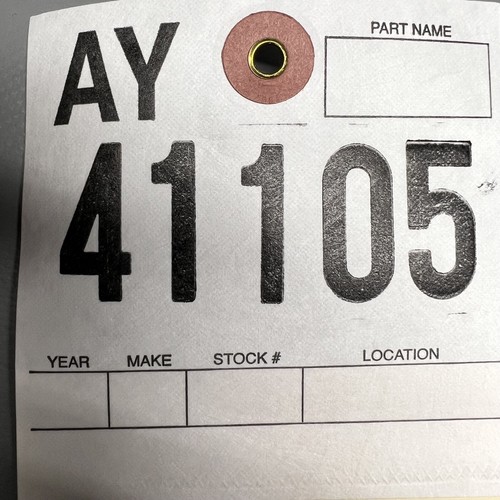 AY
PART NAME
41105
YEAR MAKE STOCK # LOCATION